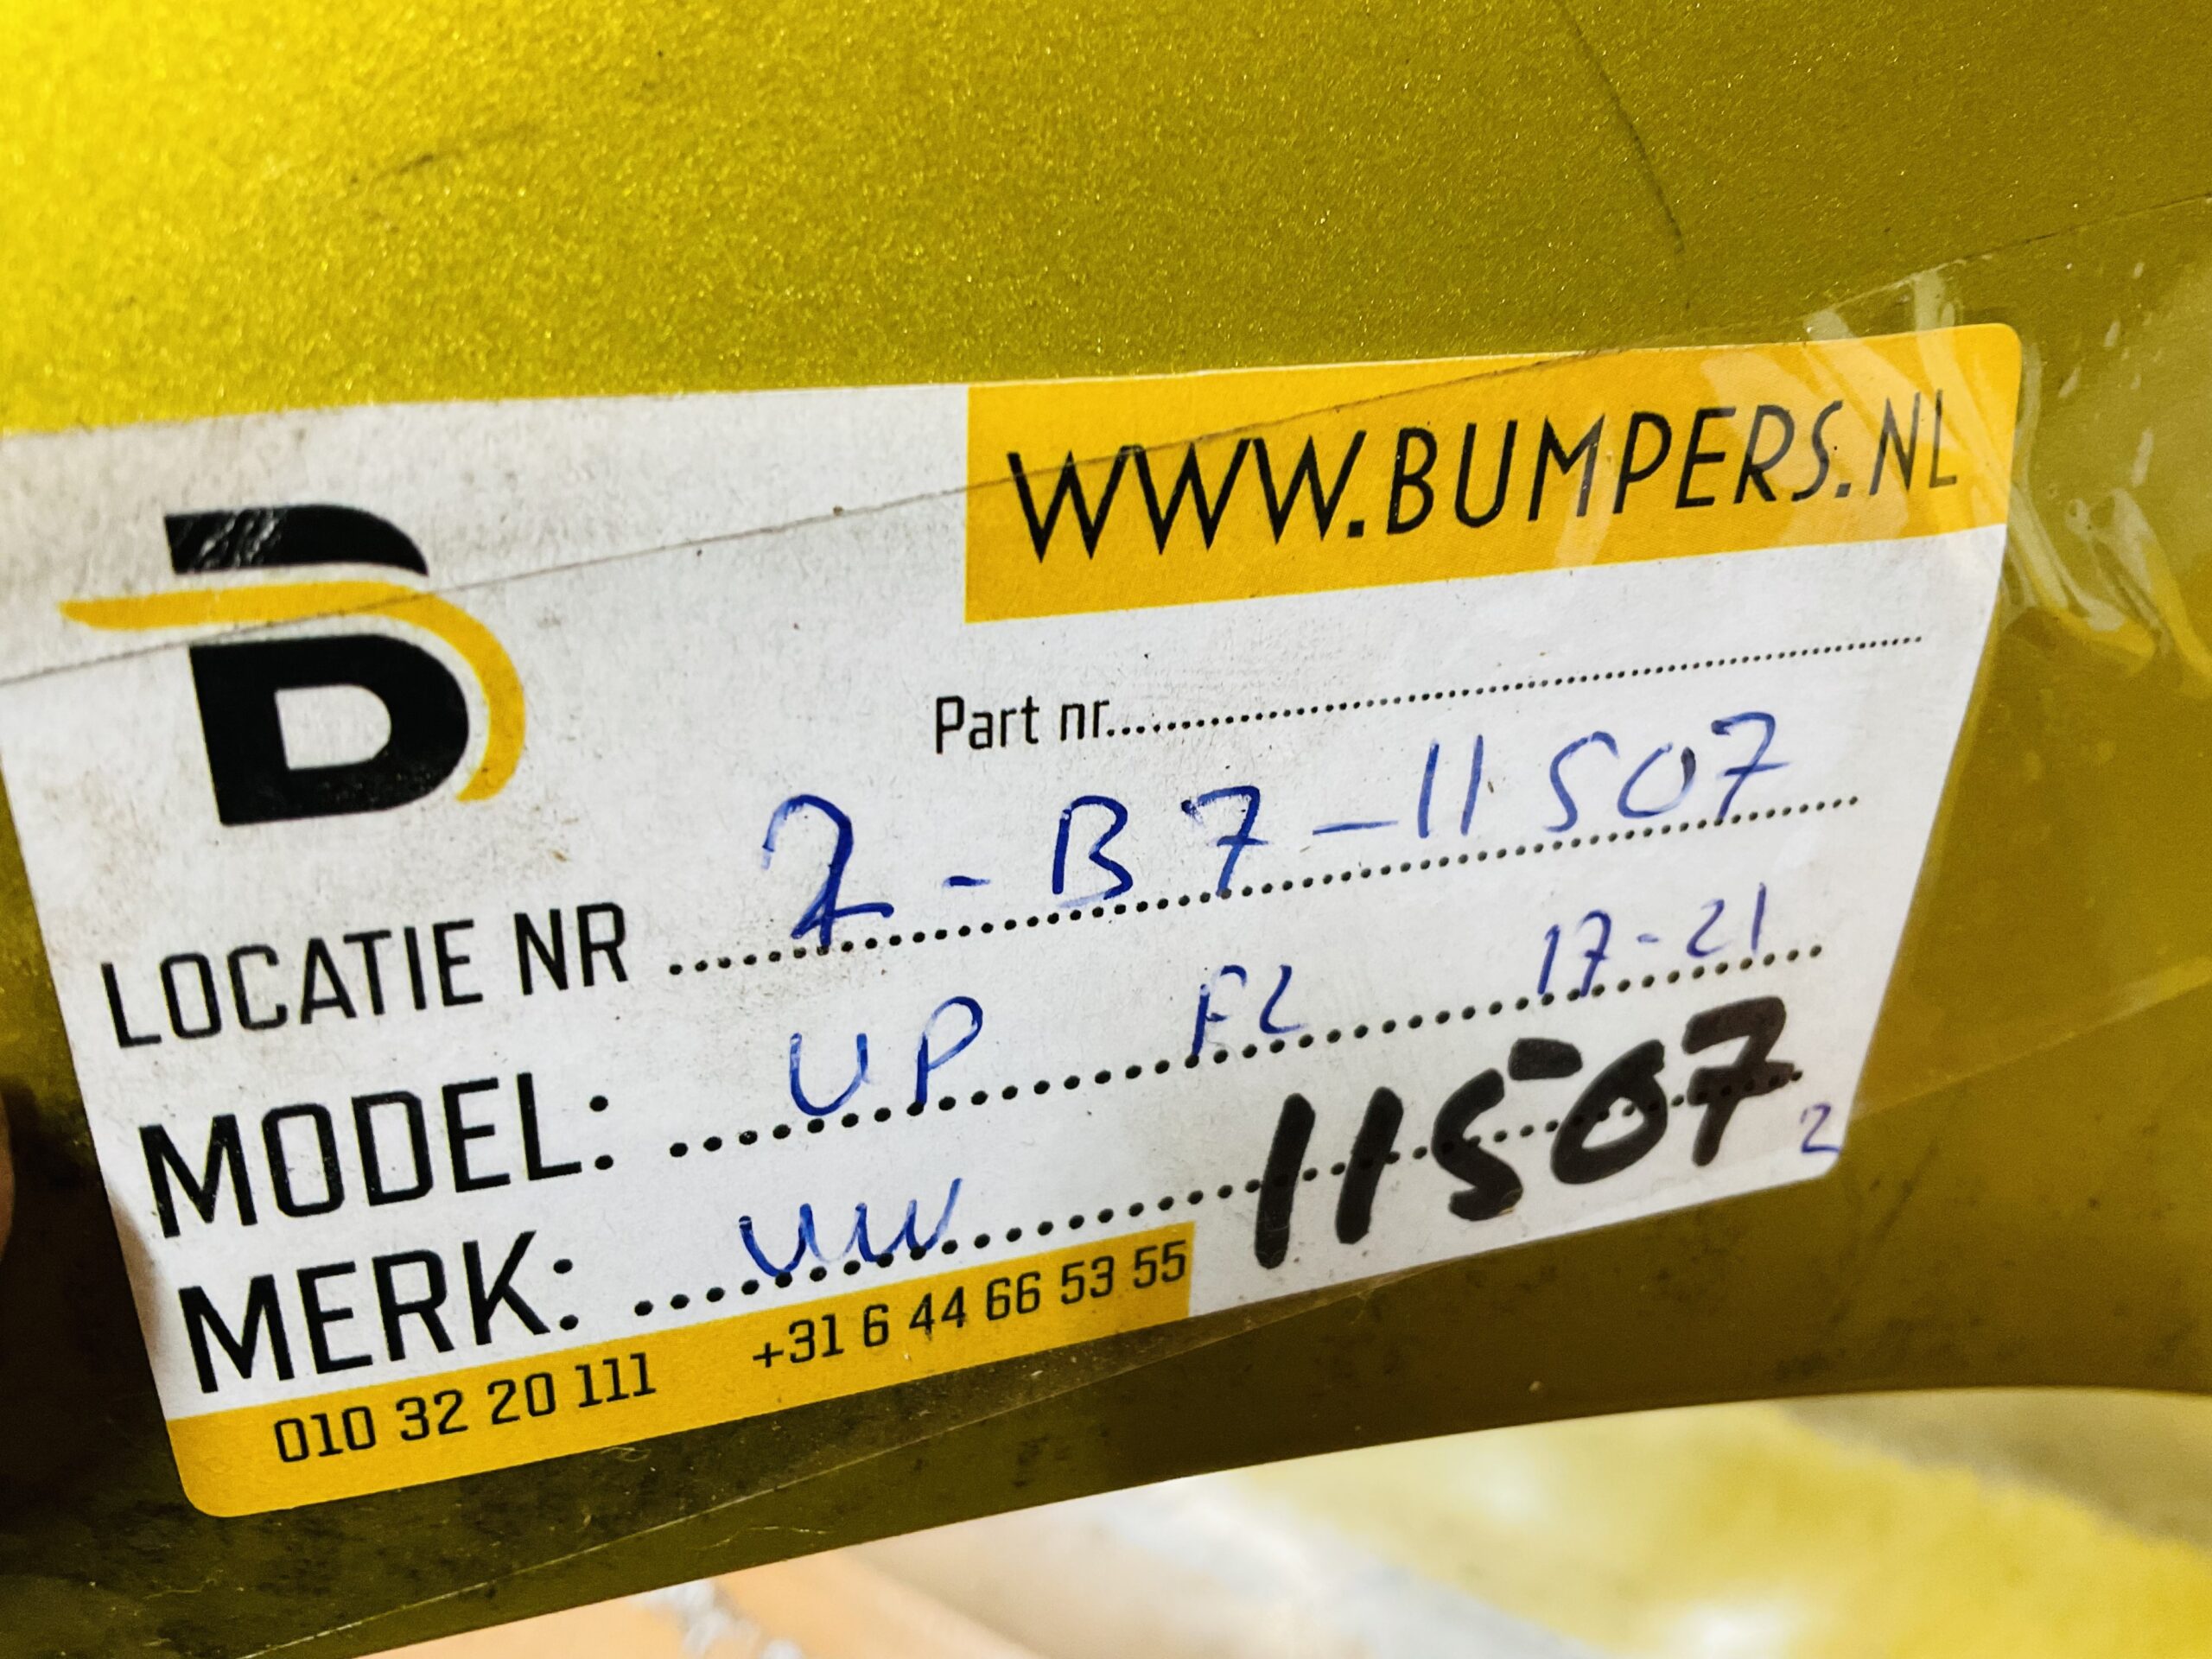 B
WWW.BUMPERS.NL
Part nr.
LOCATIE NR 2-B7-11507
MODEL: UP FL 17-21
MERK: VW 11507 2
010 32 20 111 +31 6 44 66 53 55